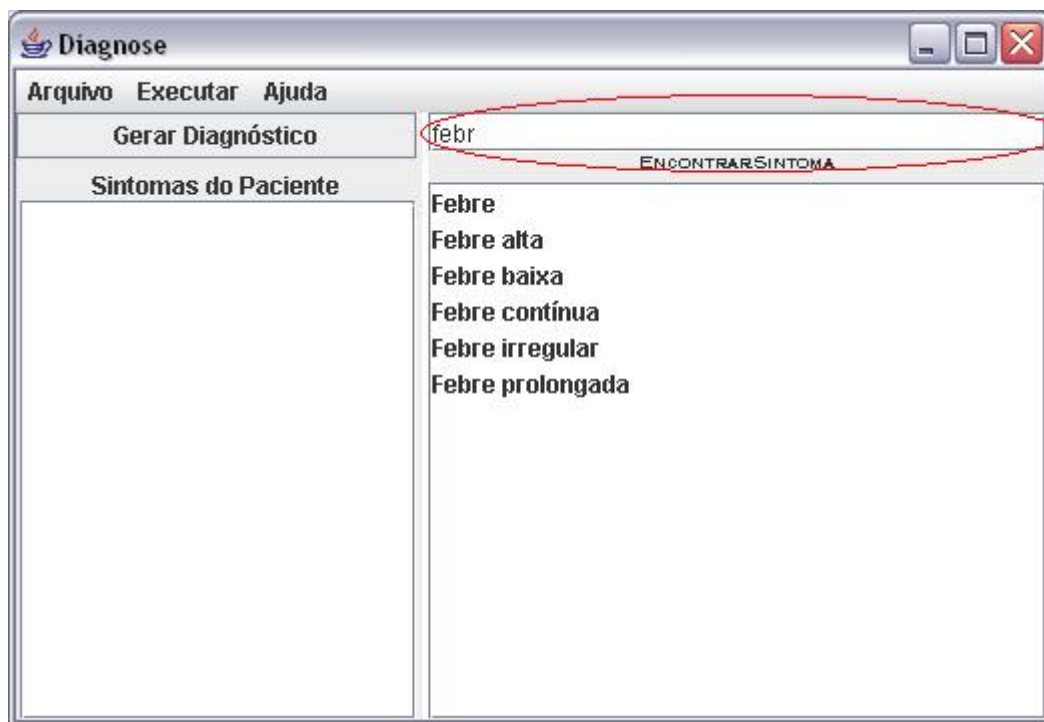 Diagnose
Arquivo Executar Ajuda
Gerar Diagnóstico
Sintomas do Paciente
febr
ENCONTRARSINTOMA
Febre
Febre alta
Febre baixa
Febre contínua
Febre irregular
Febre prolongada